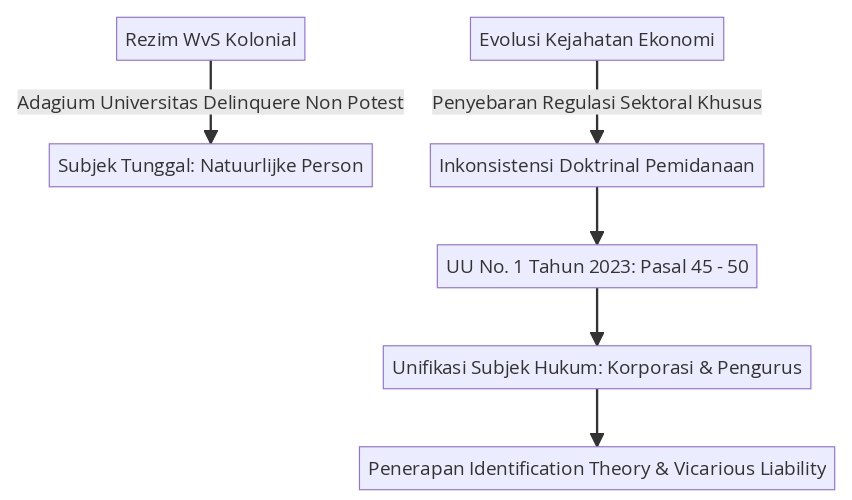 Rezim WvS Kolonial
Adagium Universitas Delinquere Non Potest
Subjek Tunggal: Natuurlijke Person
Evolusi Kejahatan Ekonomi
Penyebaran Regulasi Sektoral Khusus
Inkonsistensi Doktrinal Pemidanaan
UU No. 1 Tahun 2023: Pasal 45 - 50
Unifikasi Subjek Hukum: Korporasi & Pengurus
Penerapan Identification Theory & Vicarious Liability